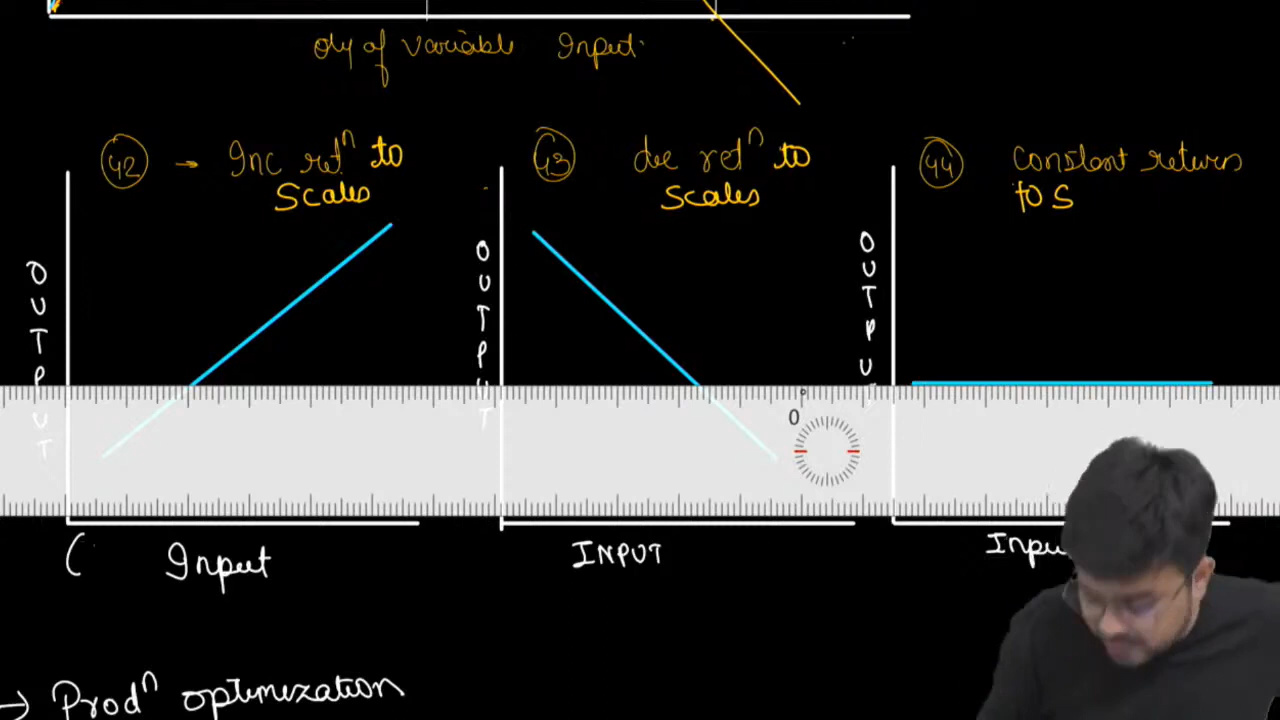 Qty of variable Input
42 → Inc retⁿ to
Scales
43 dec retⁿ to
Scales
44 Constant returns
to S
OUTPUT
OUTPUT
OUTPU
0
( Input
INPUT
Inpu
→ Prodⁿ optimization